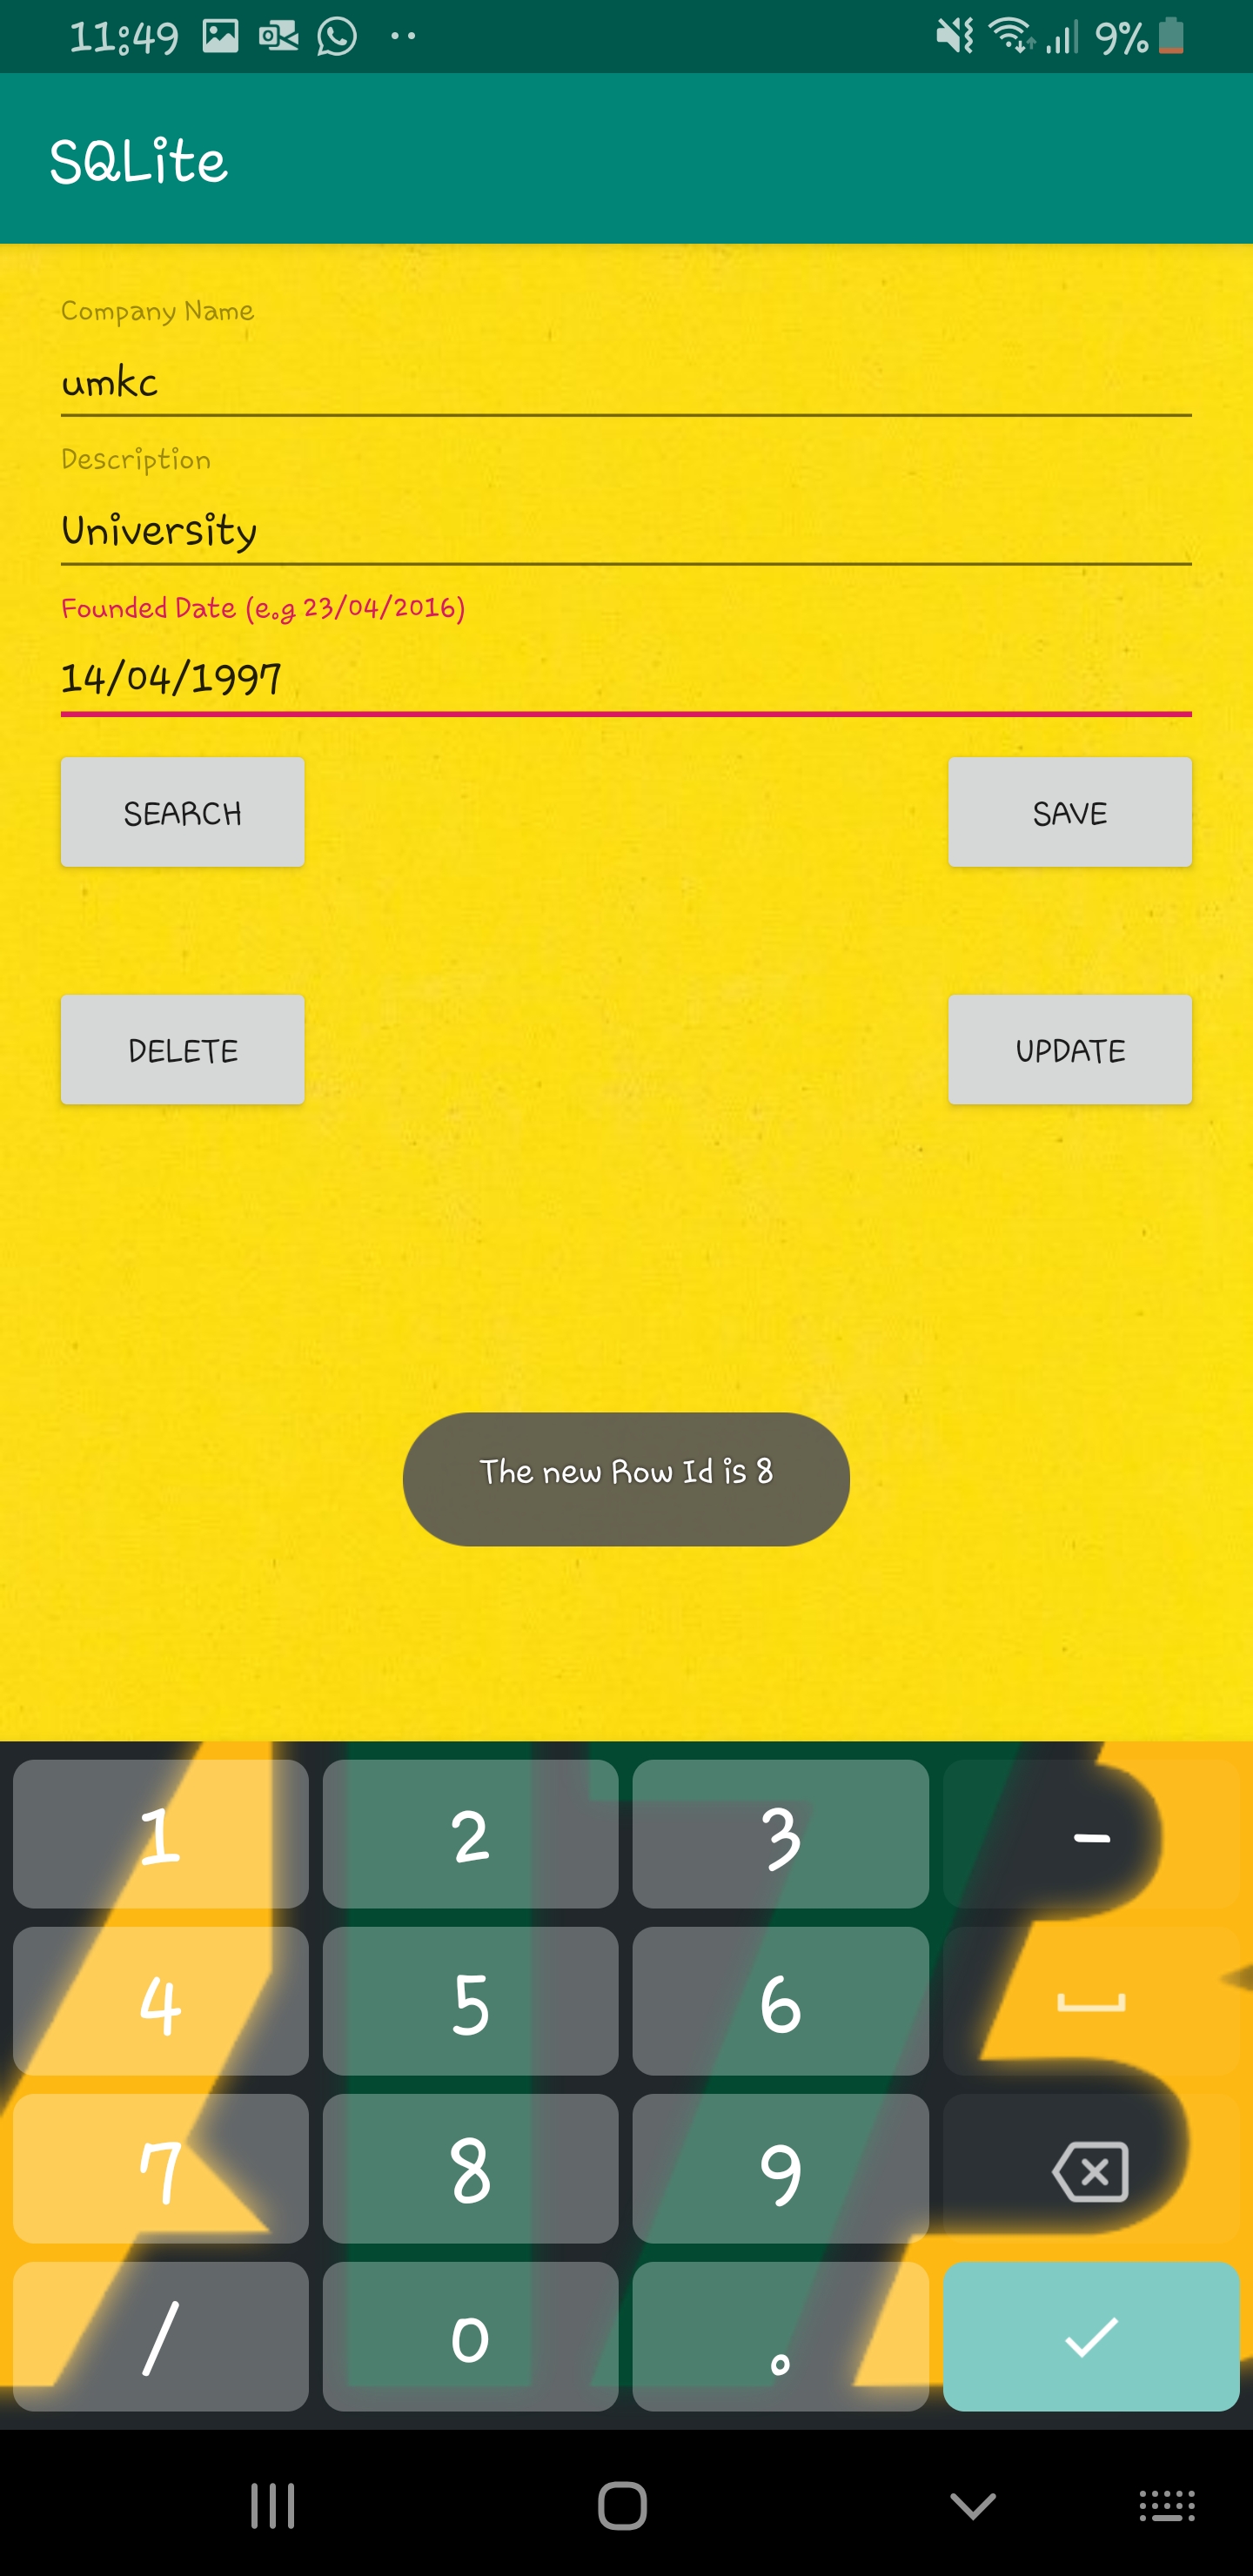 11:49 9%
SQLite
Company Name
umkc
Description
University
Founded Date (e.g 23/04/2016)
14/04/1997
SEARCH SAVE
DELETE UPDATE
The new Row Id is 8
1 2 3 -
4 5 6
7 8 9
/ 0 .